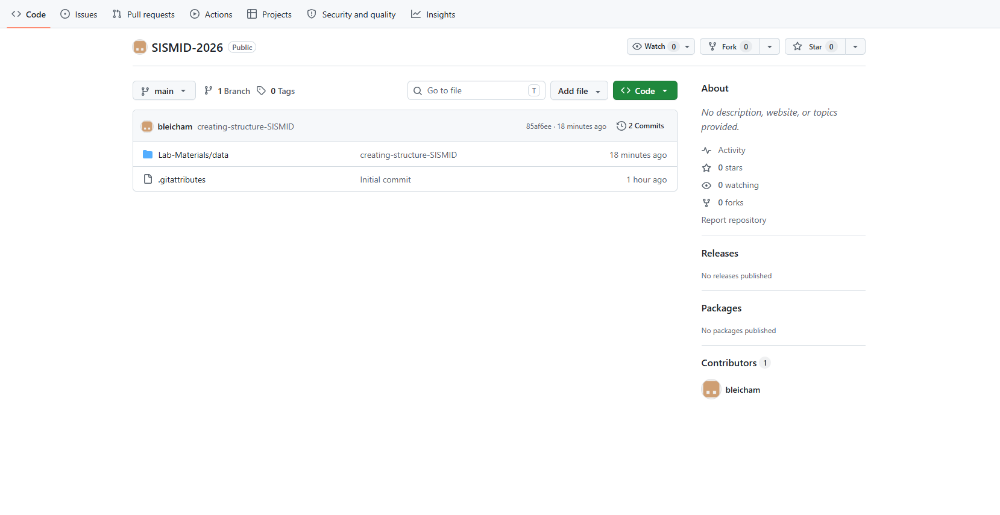 Code Issues Pull requests Actions Projects Security and quality Insights
SISMID-2026 Public Watch 0 Fork 0 Star 0
main 1 Branch 0 Tags Go to file T Add file Code
bleicham creating-structure-SISMID 85af6ee · 18 minutes ago 2 Commits
Lab-Materials/data creating-structure-SISMID 18 minutes ago
.gitattributes Initial commit 1 hour ago
About
No description, website, or topics
provided.
Activity
0 stars
0 watching
0 forks
Report repository
Releases
No releases published
Packages
No packages published
Contributors 1
bleicham